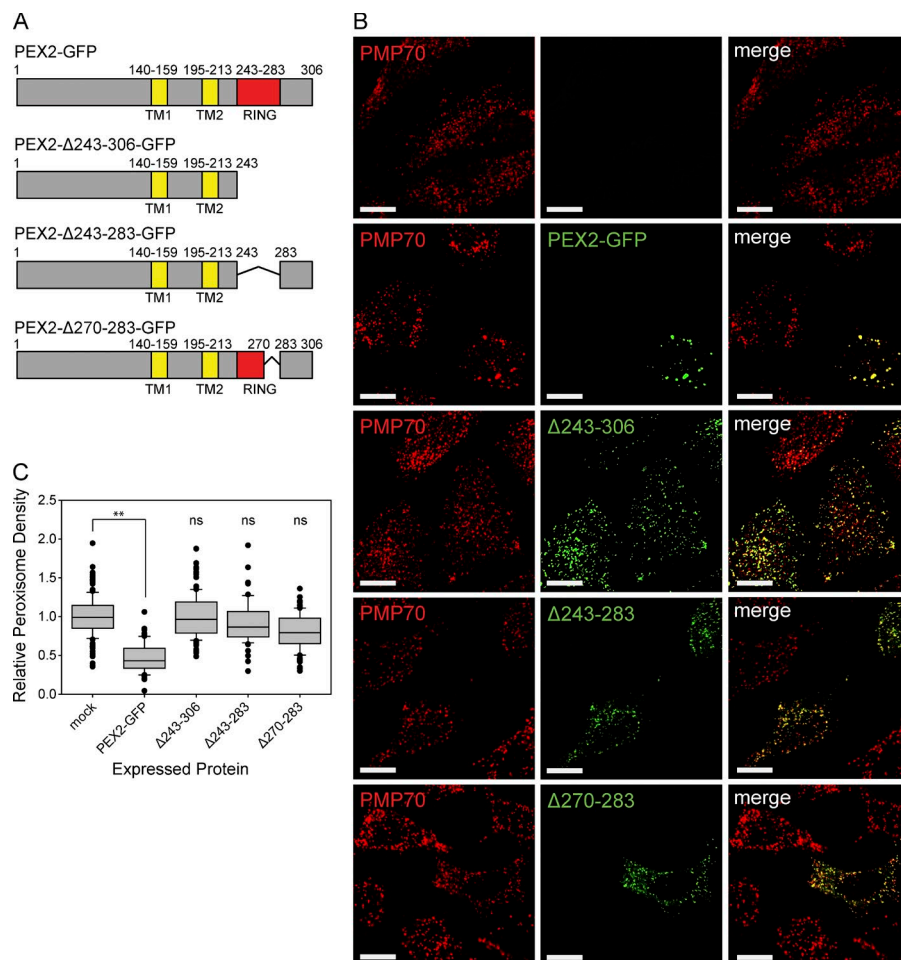 A
PEX2-GFP
1 140-159 195-213 243-283 306
TM1 TM2 RING
PEX2-Δ243-306-GFP
1 140-159 195-213 243
TM1 TM2
PEX2-Δ243-283-GFP
1 140-159 195-213 243 283
TM1 TM2
PEX2-Δ270-283-GFP
1 140-159 195-213 270 283 306
TM1 TM2 RING
B
PMP70 merge
PMP70 PEX2-GFP merge
PMP70 Δ243-306 merge
PMP70 Δ243-283 merge
PMP70 Δ270-283 merge
C
Relative Peroxisome Density
2.5
2.0
1.5
1.0
0.5
0.0
** ns ns ns
mock PEX2-GFP Δ243-306 Δ243-283 Δ270-283
Expressed Protein